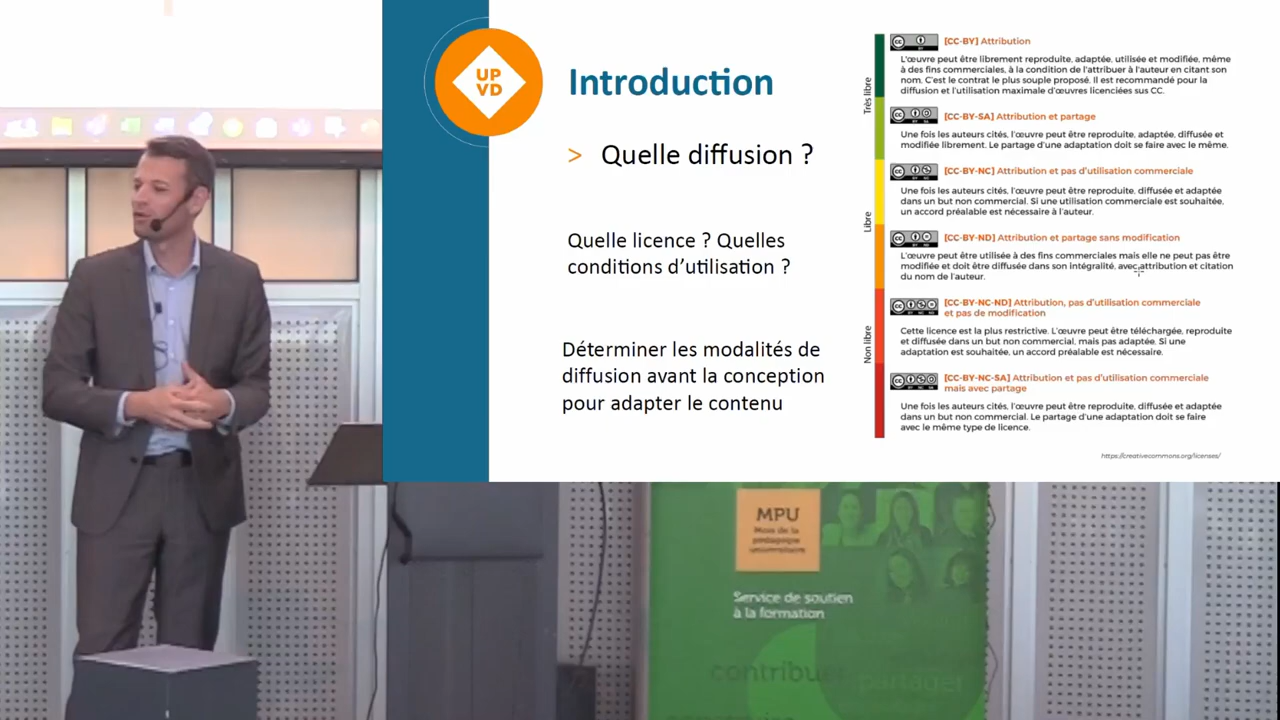 UP
VD
Introduction
> Quelle diffusion ?
Quelle licence ? Quelles
conditions d’utilisation ?
Déterminer les modalités de
diffusion avant la conception
pour adapter le contenu
Très libre
Libre
Non libre
[CC-BY] Attribution
L'œuvre peut être librement reproduite, adaptée, utilisée et modifiée, même
à des fins commerciales, à la condition de l'attribuer à l'auteur en citant son
nom. C'est le contrat le plus souple proposé. Il est recommandé pour la
diffusion et l'utilisation maximale d'œuvres licenciées sus CC.
[CC-BY-SA] Attribution et partage
Une fois les auteurs cités, l'œuvre peut être reproduite, adaptée, diffusée et
modifiée librement. Le partage d'une adaptation doit se faire avec le même.
[CC-BY-NC] Attribution et pas d'utilisation commerciale
Une fois les auteurs cités, l'œuvre peut être reproduite, diffusée et adaptée
dans un but non commercial. Si une utilisation commerciale est souhaitée,
un accord préalable est nécessaire à l'auteur.
[CC-BY-ND] Attribution et partage sans modification
L'œuvre peut être utilisée à des fins commerciales mais elle ne peut pas être
modifiée et doit être diffusée dans son intégralité, avec attribution et citation
du nom de l'auteur.
[CC-BY-NC-ND] Attribution, pas d'utilisation commerciale
et pas de modification
Cette licence est la plus restrictive. L'œuvre peut être téléchargée, reproduite
et diffusée dans un but non commercial, mais pas adaptée. Si une
adaptation est souhaitée, un accord préalable est nécessaire.
[CC-BY-NC-SA] Attribution et pas d'utilisation commerciale
mais avec partage
Une fois les auteurs cités, l'œuvre peut être reproduite, diffusée et adaptée
dans un but non commercial. Le partage d'une adaptation doit se faire
avec le même type de licence.
https://creativecommons.org/licenses/
MPU
Mois de la
pédagogie
universitaire
Service de soutien
à la formation
contribuer
partager